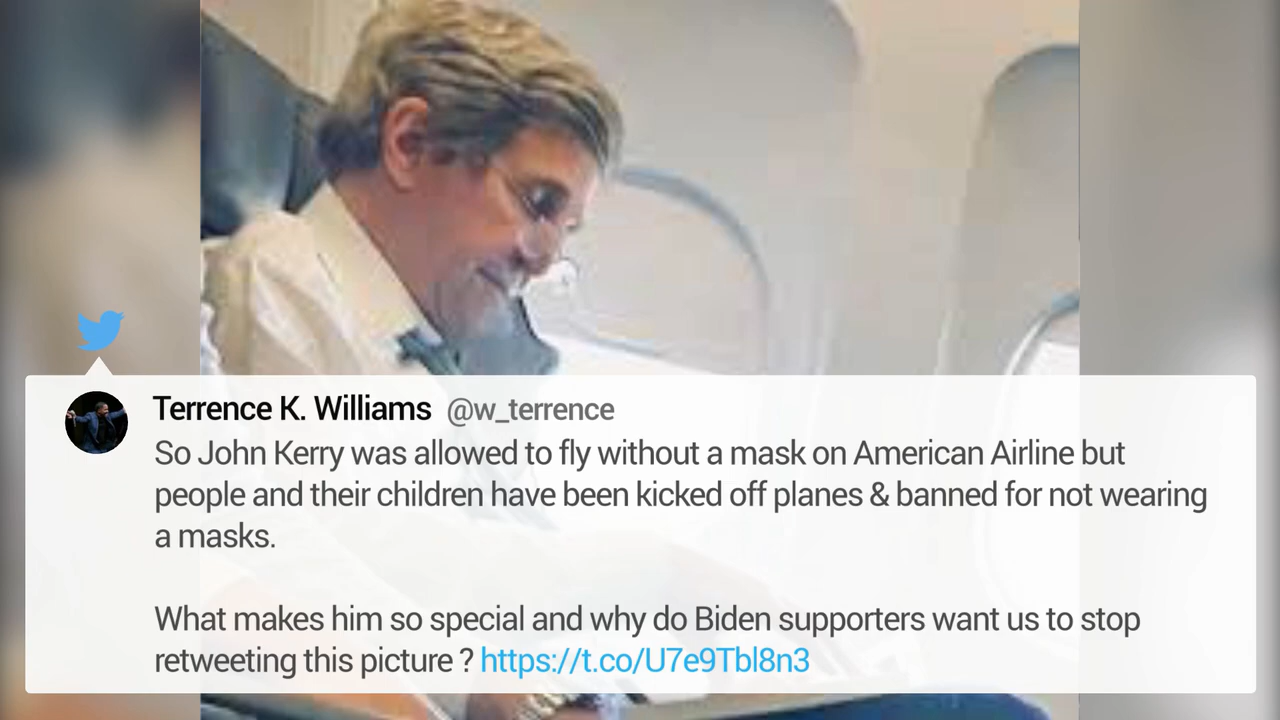 Terrence K. Williams @w_terrence
So John Kerry was allowed to fly without a mask on American Airline but
people and their children have been kicked off planes & banned for not wearing
a masks.
What makes him so special and why do Biden supporters want us to stop
retweeting this picture ? https://t.co/U7e9Tbl8n3